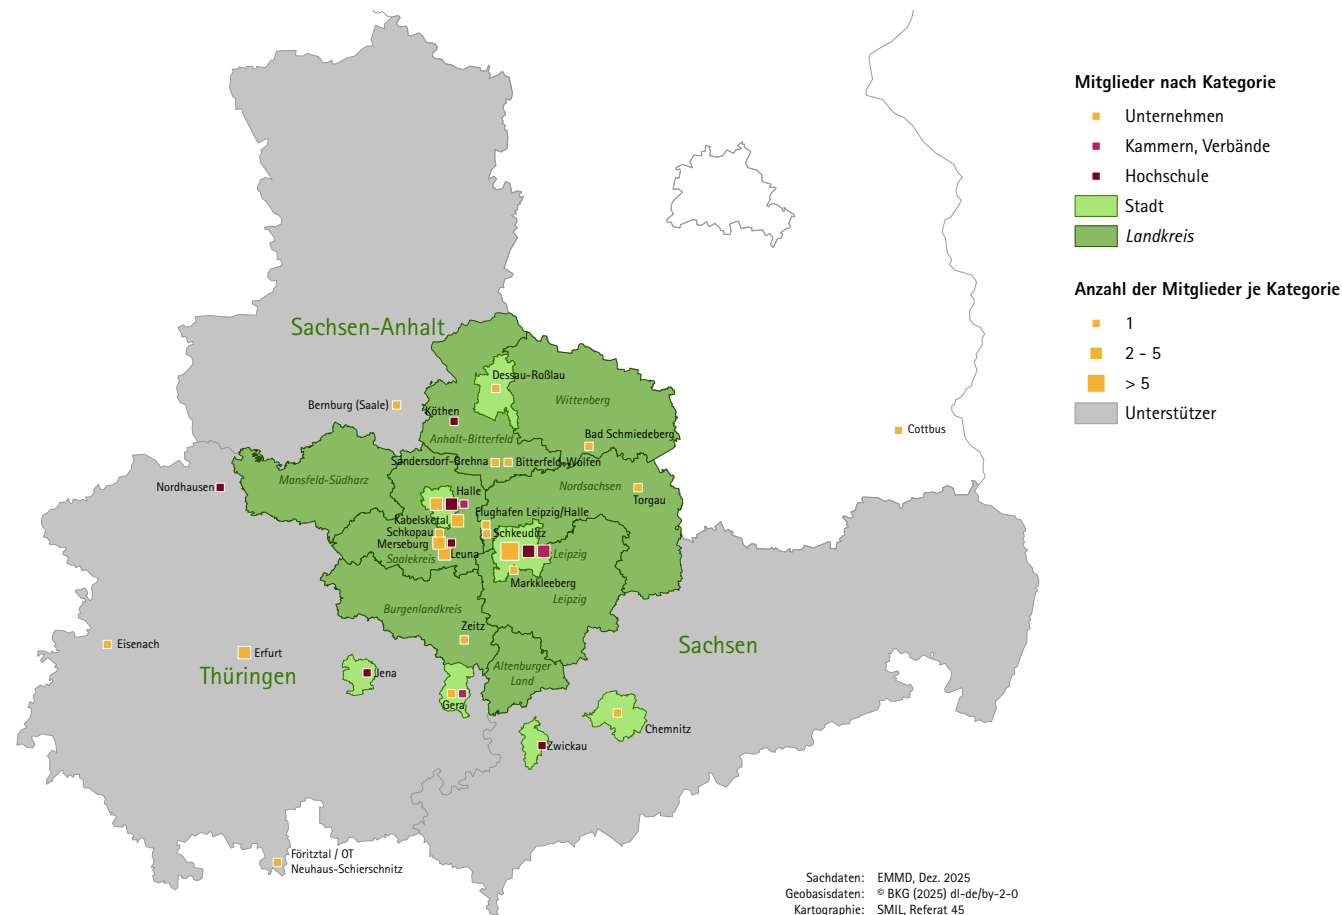 Mitglieder nach Kategorie
Unternehmen
Kammern, Verbände
Hochschule
Stadt
Landkreis
Anzahl der Mitglieder je Kategorie
1
2 - 5
> 5
Unterstützer
Sachsen-Anhalt
Dessau-Roßlau
Wittenberg
Bernburg (Saale)
Köthen
Anhalt-Bitterfeld
Bad Schmiedeberg
Cottbus
Sandersdorf-Brehna
Bitterfeld-Wolfen
Mansfeld-Südharz
Nordhausen
Nordsachsen
Torgau
Halle
Flughafen Leipzig/Halle
Kabelsketal
Schkopau
Schkeuditz
Merseburg
Leuna
Saalekreis
Leipzig
Markkleeberg
Leipzig
Burgenlandkreis
Zeitz
Eisenach
Erfurt
Thüringen
Jena
Altenburger
Land
Sachsen
Gera
Chemnitz
Zwickau
Föritztal / OT
Neuhaus-Schierschnitz
Sachdaten: EMMD, Dez. 2025
Geobasisdaten: © BKG (2025) dl-de/by-2-0
Kartographie: SMIL, Referat 45